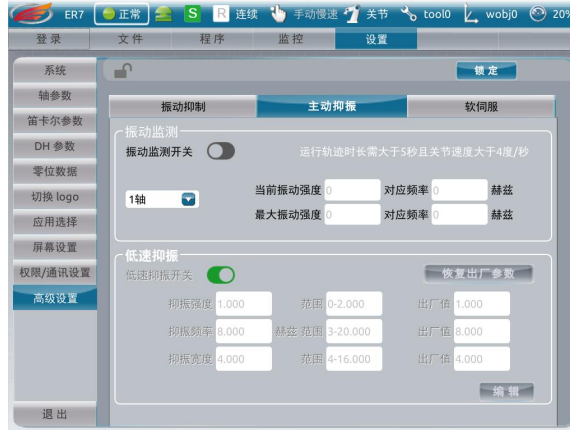 ER7 正常 S R 连续 手动慢速 关节 tool0 wobj0 20%
登录 文件 程序 监控 设置
系统
轴参数
笛卡尔参数
DH 参数
零位数据
切换 logo
应用选择
屏幕设置
权限/通讯设置
高级设置
退出
锁定
振动抑制 主动抑振 软伺服
振动监测
振动监测开关 运行轨迹时长需大于5秒且关节速度大于4度/秒
1轴
当前振动强度 0 对应频率 0 赫兹
最大振动强度 0 对应频率 0 赫兹
低速抑振
低速抑振开关 恢复出厂参数
抑振强度 1.000 范围 0-2.000 出厂值 1.000
抑振频率 8.000 赫兹 范围 3-20.000 出厂值 8.000
抑振宽度 4.000 范围 4-16.000 出厂值 4.000
编辑